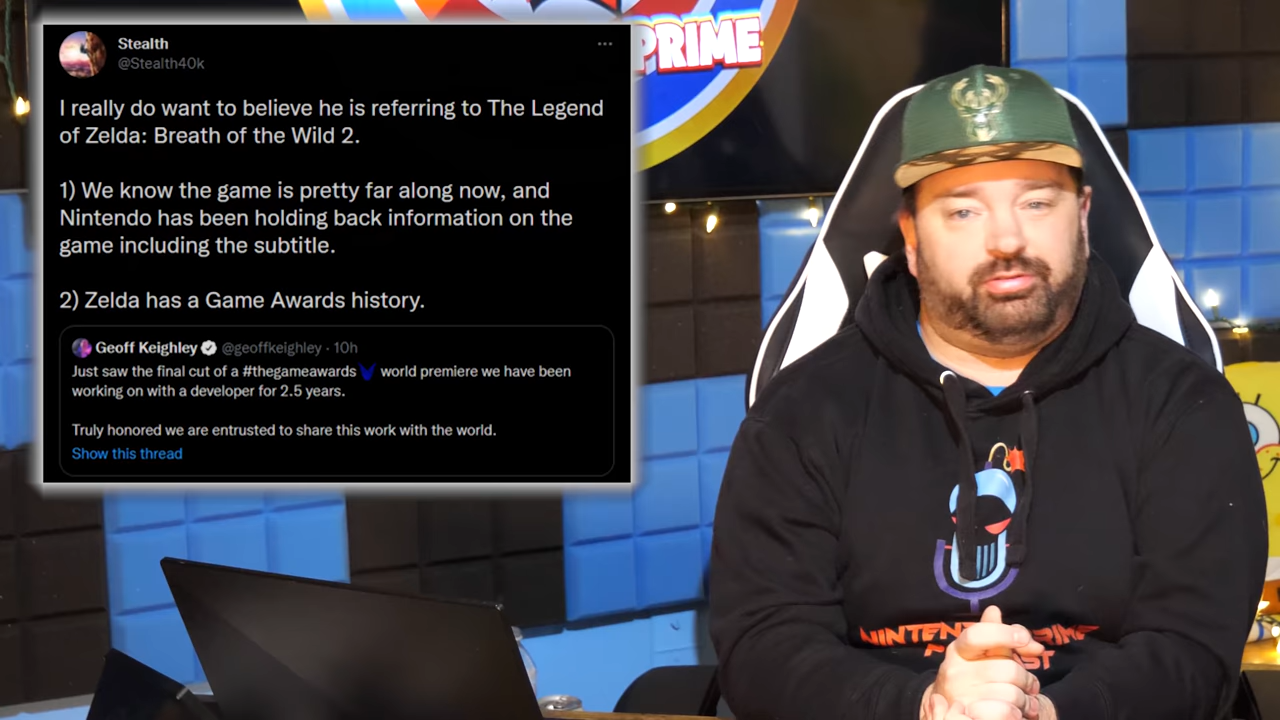 PRIME
Stealth
@Stealth40k
I really do want to believe he is referring to The Legend
of Zelda: Breath of the Wild 2.
1) We know the game is pretty far along now, and
Nintendo has been holding back information on the
game including the subtitle.
2) Zelda has a Game Awards history.
Geoff Keighley @geoffkeighley · 10h
Just saw the final cut of a #thegameawards world premiere we have been
working on with a developer for 2.5 years.
Truly honored we are entrusted to share this work with the world.
Show this thread